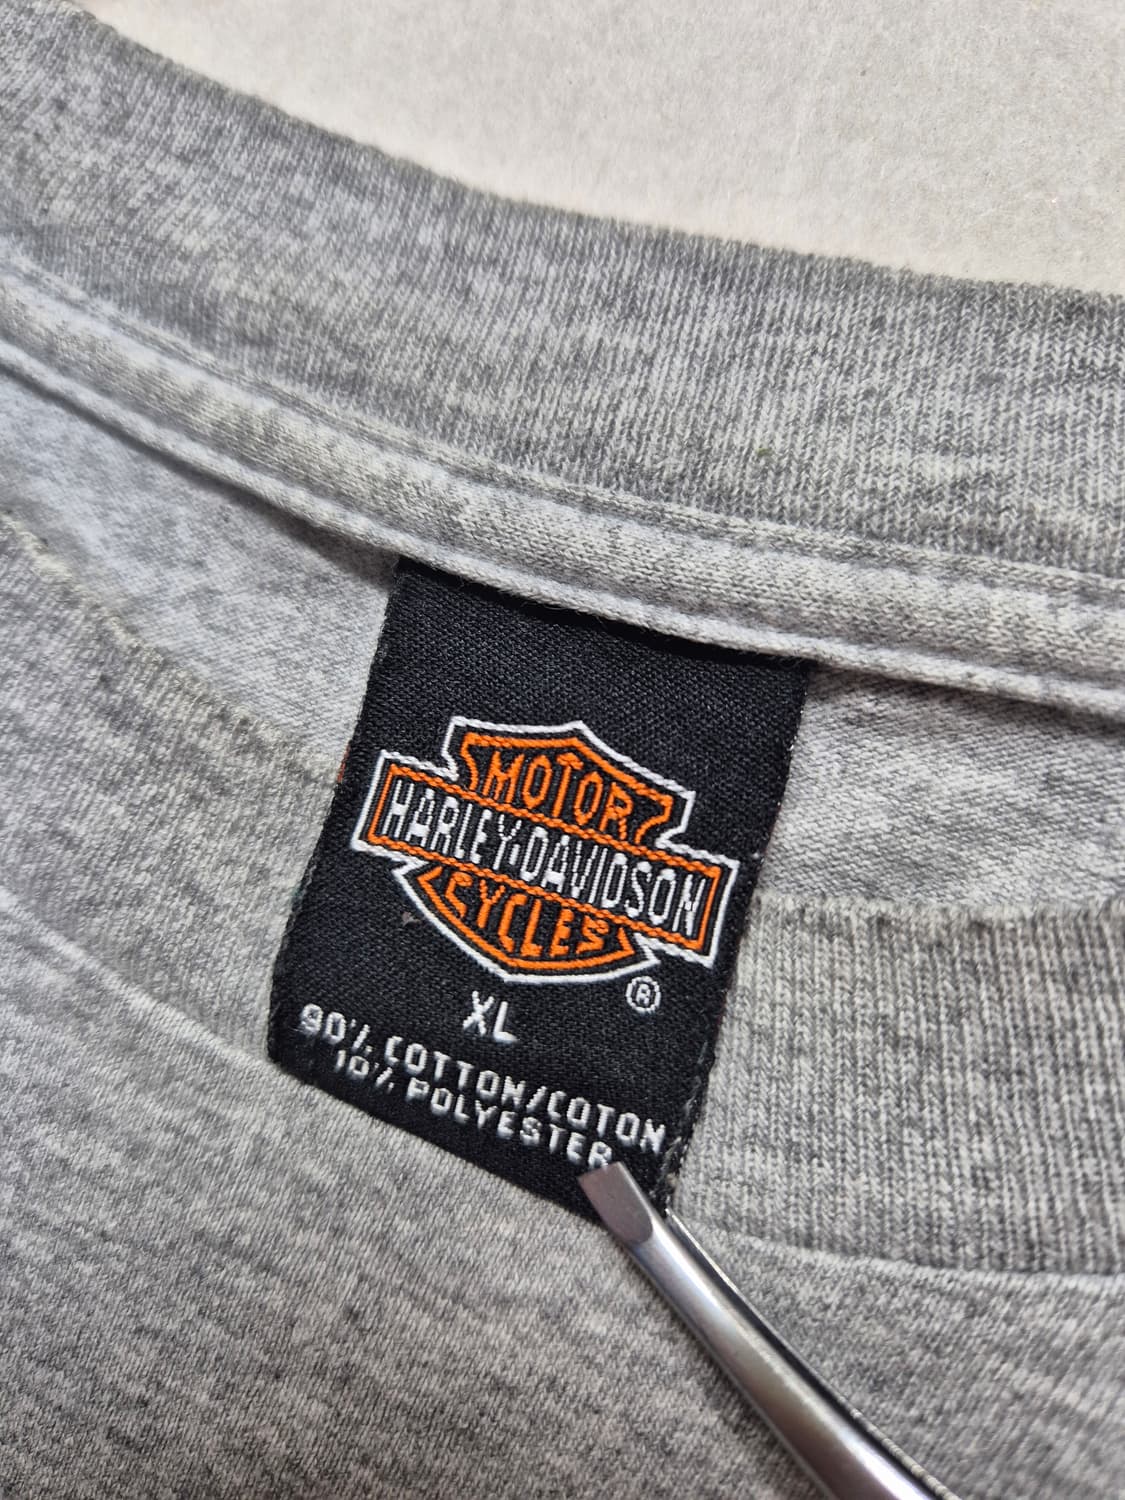 MOTOR
HARLEY-DAVIDSON
CYCLES
®
XL
90% COTTON/COTON
10% POLYESTER